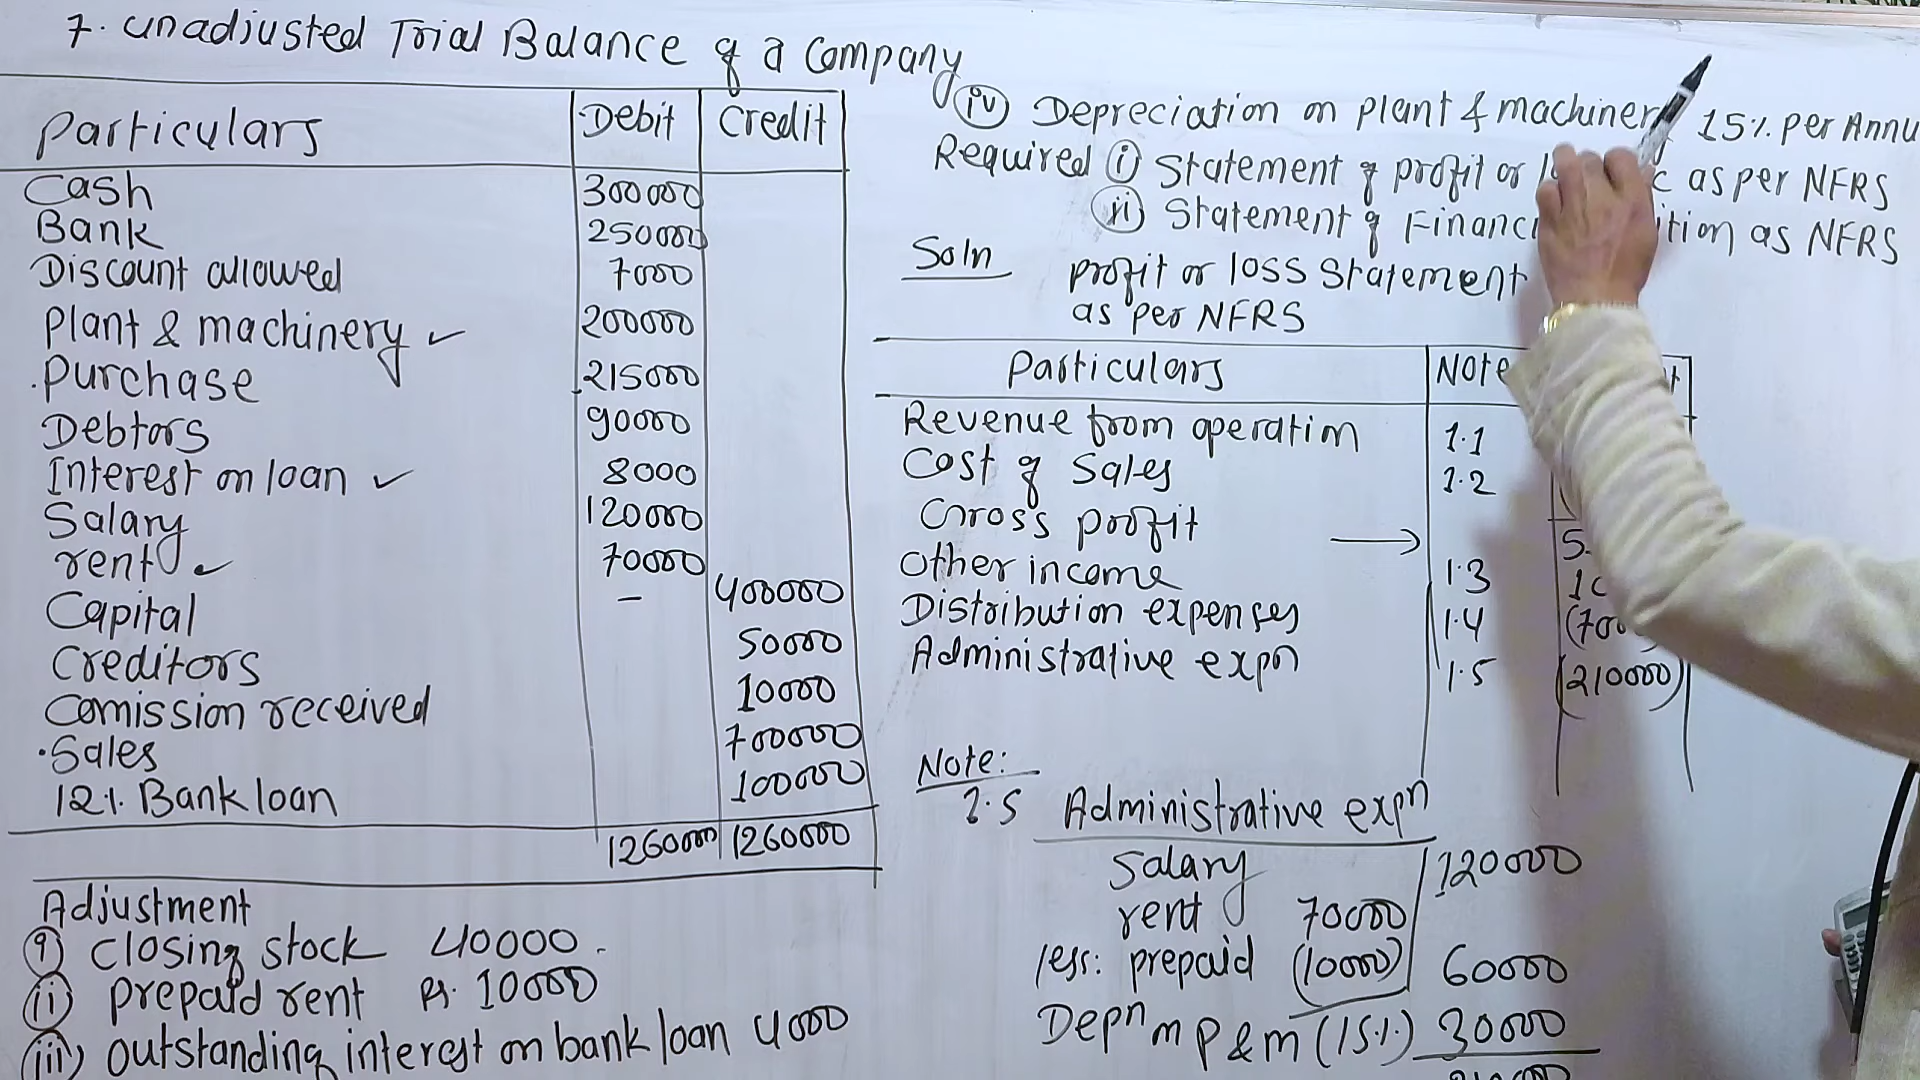 7. Unadjusted Trial Balance of a Company
Particulars Debit Credit
Cash 300000
Bank 250000
Discount allowed 7000
Plant & machinery ✓ 200000
.Purchase 215000
Debtors 90000
Interest on loan ✓ 8000
Salary 120000
rent ✓ 70000
Capital - 400000
Creditors 50000
Comission received 10000
.Sales 700000
12%. Bank loan 100000
1260000 1260000
Adjustment
(i) Closing stock 40000.
(ii) prepaid rent Rs. 10000
(iii) outstanding interest on bank loan 4000
(iv) Depreciation on plant & machinery 15% per Annu
Required (i) Statement of profit or as per NFRS
(ii) Statement of Financi ition as NFRS
Soln profit or loss Statement
as per NFRS
Particulars Note
Revenue from operation 1.1
Cost of Sales 1.2
Gross profit →
Other income 1.3
Distribution expenses 1.4
Administrative expn 1.5 (210000)
Note:
1.5 Administrative expn
Salary 120000
rent 70000
less: prepaid (10000) 60000
Depn on P & m (15%) 30000